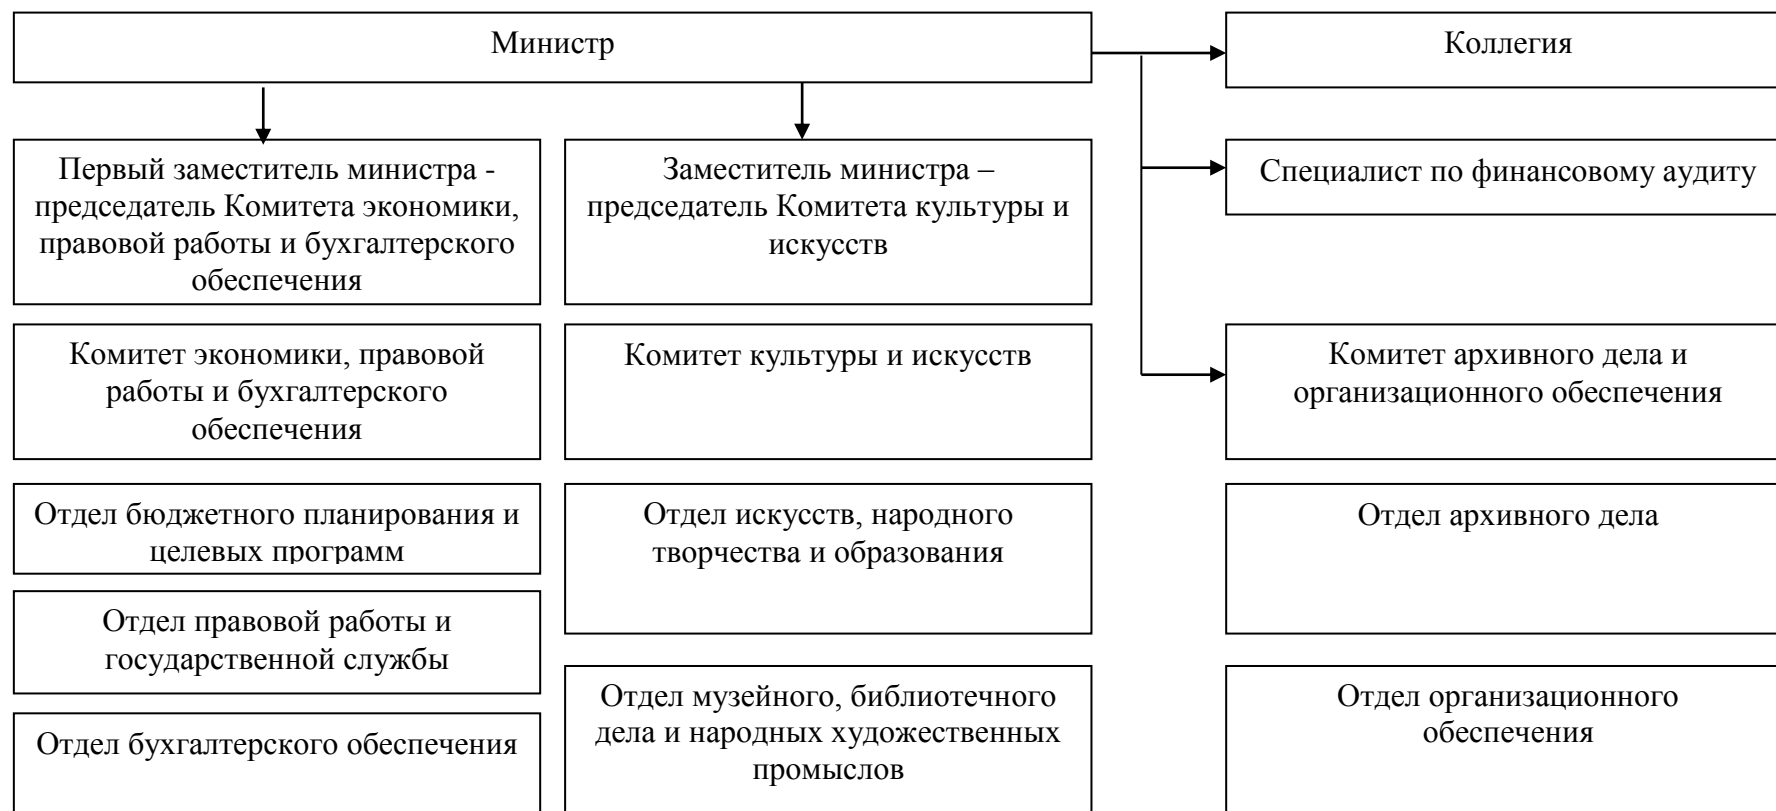 Министр
Коллегия
Первый заместитель министра -
председатель Комитета экономики,
правовой работы и бухгалтерского
обеспечения
Заместитель министра –
председатель Комитета культуры и
искусств
Специалист по финансовому аудиту
Комитет экономики, правовой
работы и бухгалтерского
обеспечения
Комитет культуры и искусств
Комитет архивного дела и
организационного обеспечения
Отдел бюджетного планирования и
целевых программ
Отдел искусств, народного
творчества и образования
Отдел архивного дела
Отдел правовой работы и
государственной службы
Отдел музейного, библиотечного
дела и народных художественных
промыслов
Отдел организационного
обеспечения
Отдел бухгалтерского обеспечения